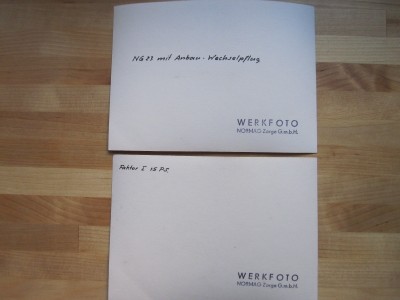 NG 23 mit Anbau-Wechselpflug
WERKFOTO
NORMAG-Zorge G.m.b.H.
Faktor I 15 PS
WERKFOTO
NORMAG-Zorge G.m.b.H.